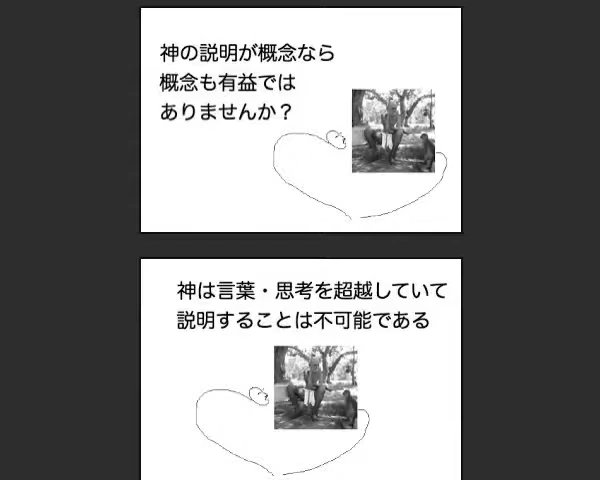 神の説明が概念なら
概念も有益では
ありませんか？
神は言葉・思考を超越していて
説明することは不可能である